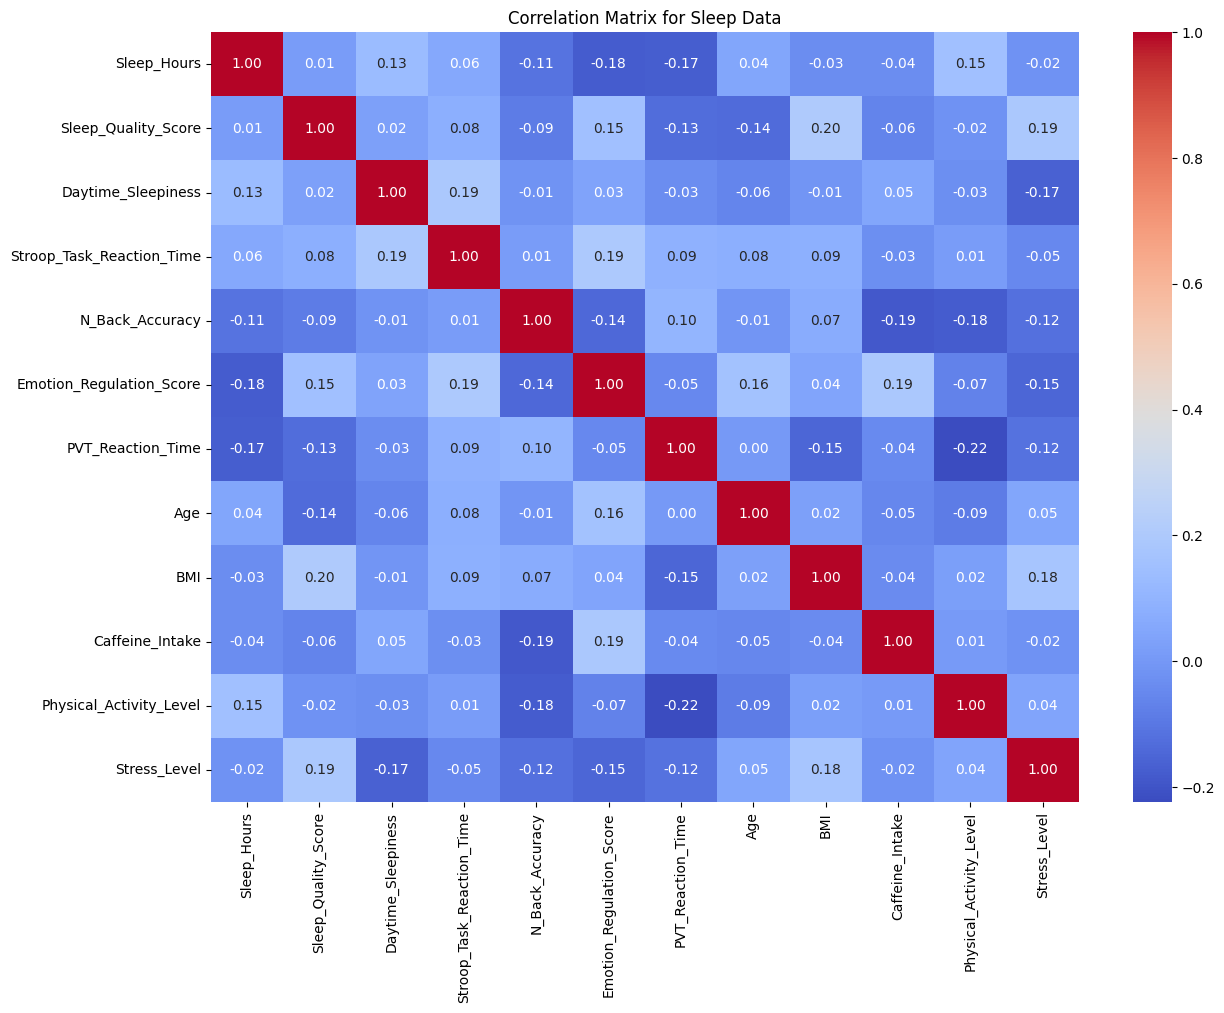 Correlation Matrix for Sleep Data
Sleep_Hours 1.00 0.01 0.13 0.06 -0.11 -0.18 -0.17 0.04 -0.03 -0.04 0.15 -0.02
Sleep_Quality_Score 0.01 1.00 0.02 0.08 -0.09 0.15 -0.13 -0.14 0.20 -0.06 -0.02 0.19
Daytime_Sleepiness 0.13 0.02 1.00 0.19 -0.01 0.03 -0.03 -0.06 -0.01 0.05 -0.03 -0.17
Stroop_Task_Reaction_Time 0.06 0.08 0.19 1.00 0.01 0.19 0.09 0.08 0.09 -0.03 0.01 -0.05
N_Back_Accuracy -0.11 -0.09 -0.01 0.01 1.00 -0.14 0.10 -0.01 0.07 -0.19 -0.18 -0.12
Emotion_Regulation_Score -0.18 0.15 0.03 0.19 -0.14 1.00 -0.05 0.16 0.04 0.19 -0.07 -0.15
PVT_Reaction_Time -0.17 -0.13 -0.03 0.09 0.10 -0.05 1.00 0.00 -0.15 -0.04 -0.22 -0.12
Age 0.04 -0.14 -0.06 0.08 -0.01 0.16 0.00 1.00 0.02 -0.05 -0.09 0.05
BMI -0.03 0.20 -0.01 0.09 0.07 0.04 -0.15 0.02 1.00 -0.04 0.02 0.18
Caffeine_Intake -0.04 -0.06 0.05 -0.03 -0.19 0.19 -0.04 -0.05 -0.04 1.00 0.01 -0.02
Physical_Activity_Level 0.15 -0.02 -0.03 0.01 -0.18 -0.07 -0.22 -0.09 0.02 0.01 1.00 0.04
Stress_Level -0.02 0.19 -0.17 -0.05 -0.12 -0.15 -0.12 0.05 0.18 -0.02 0.04 1.00
Sleep_Hours
Sleep_Quality_Score
Daytime_Sleepiness
Stroop_Task_Reaction_Time
N_Back_Accuracy
Emotion_Regulation_Score
PVT_Reaction_Time
Age
BMI
Caffeine_Intake
Physical_Activity_Level
Stress_Level
1.0
0.8
0.6
0.4
0.2
0.0
−0.2